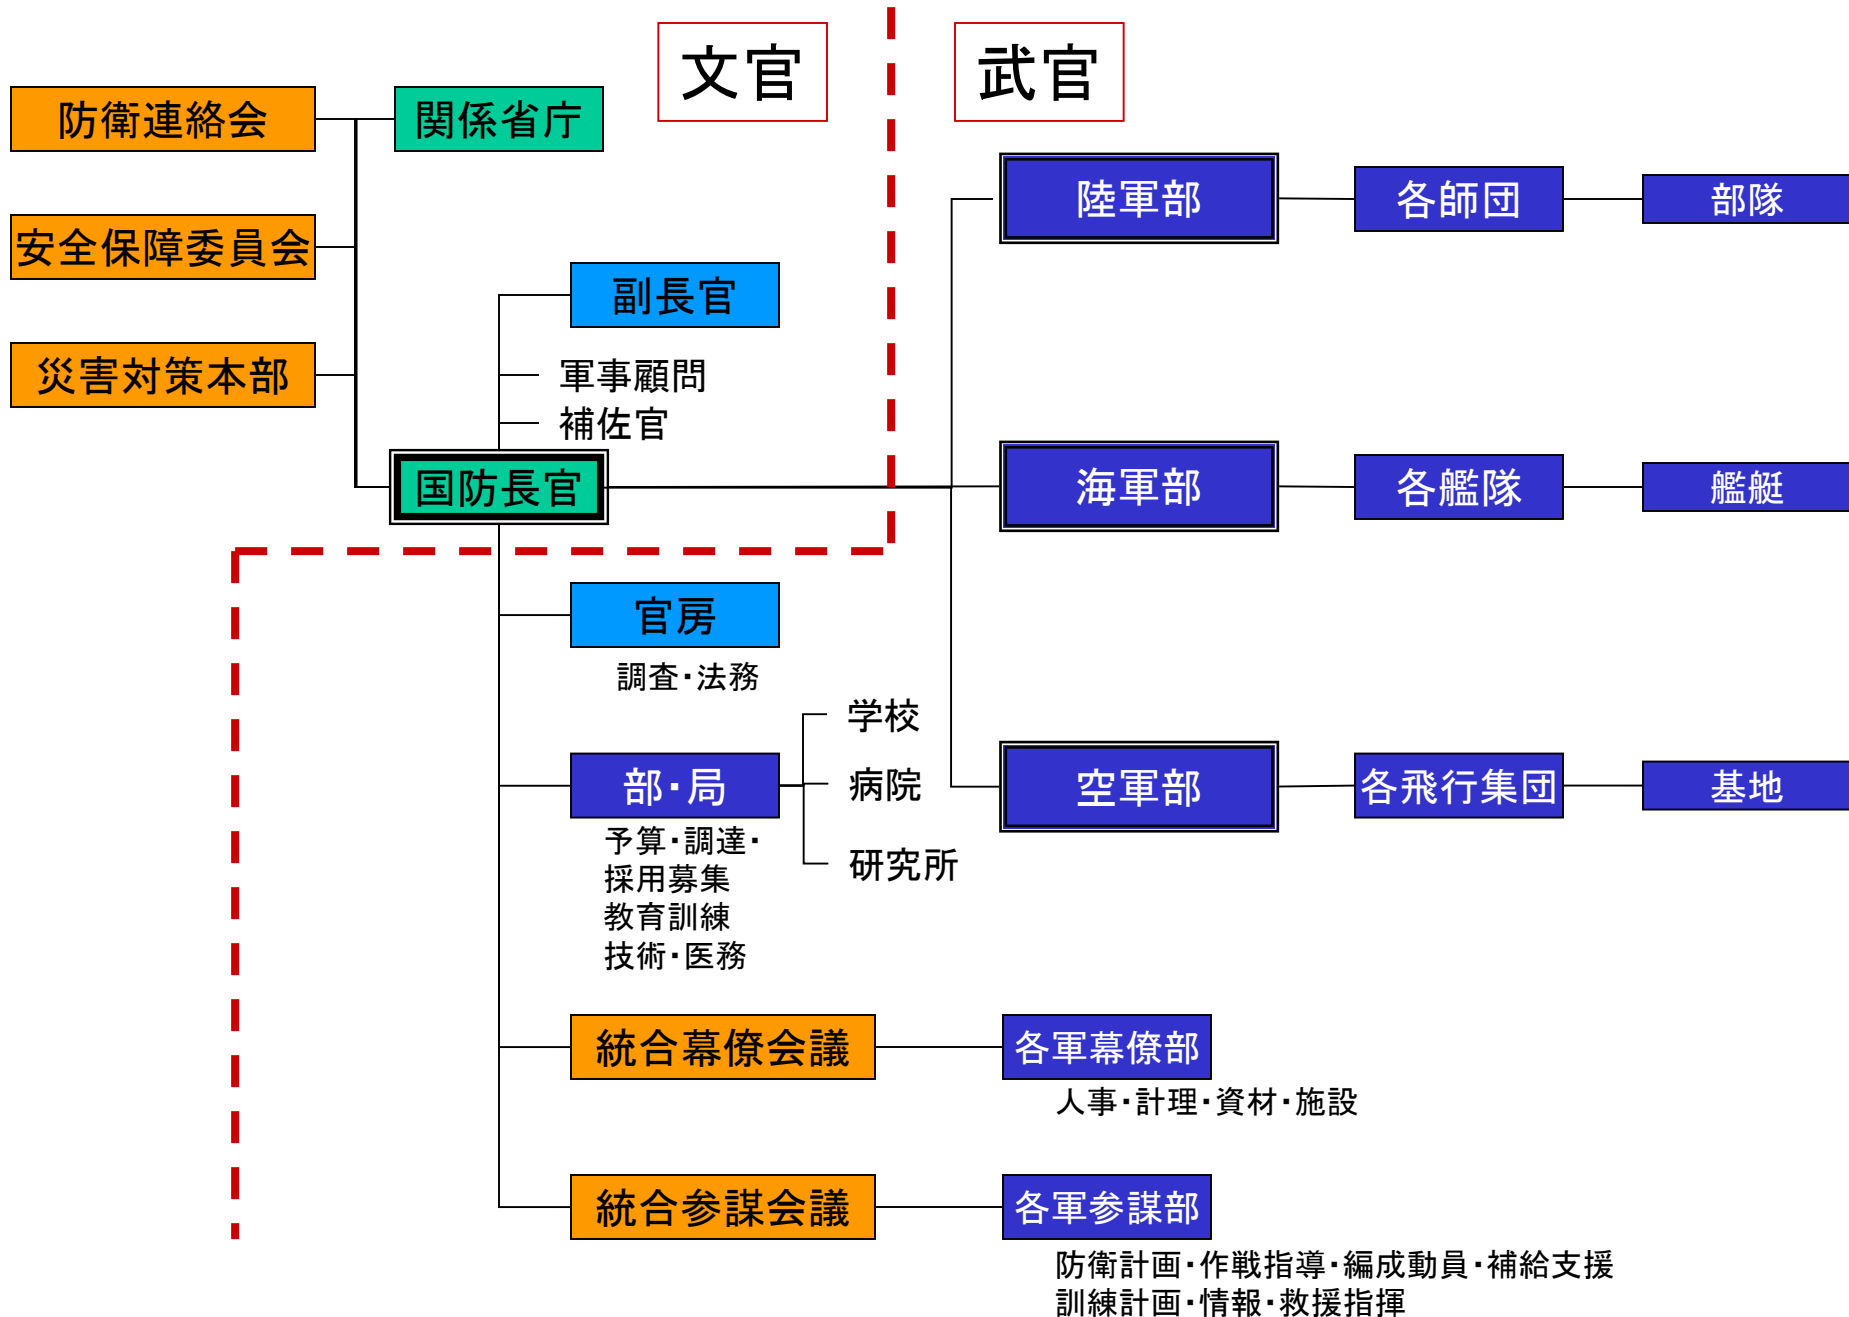 文官
武官
防衛連絡会
関係省庁
安全保障委員会
災害対策本部
副長官
軍事顧問
補佐官
国防長官
陸軍部
各師団
部隊
海軍部
各艦隊
艦艇
空軍部
各飛行集団
基地
官房
調査・法務
部・局
学校
病院
研究所
予算・調達・
採用募集
教育訓練
技術・医務
統合幕僚会議
各軍幕僚部
人事・計理・資材・施設
統合参謀会議
各軍参謀部
防衛計画・作戦指導・編成動員・補給支援
訓練計画・情報・救援指揮